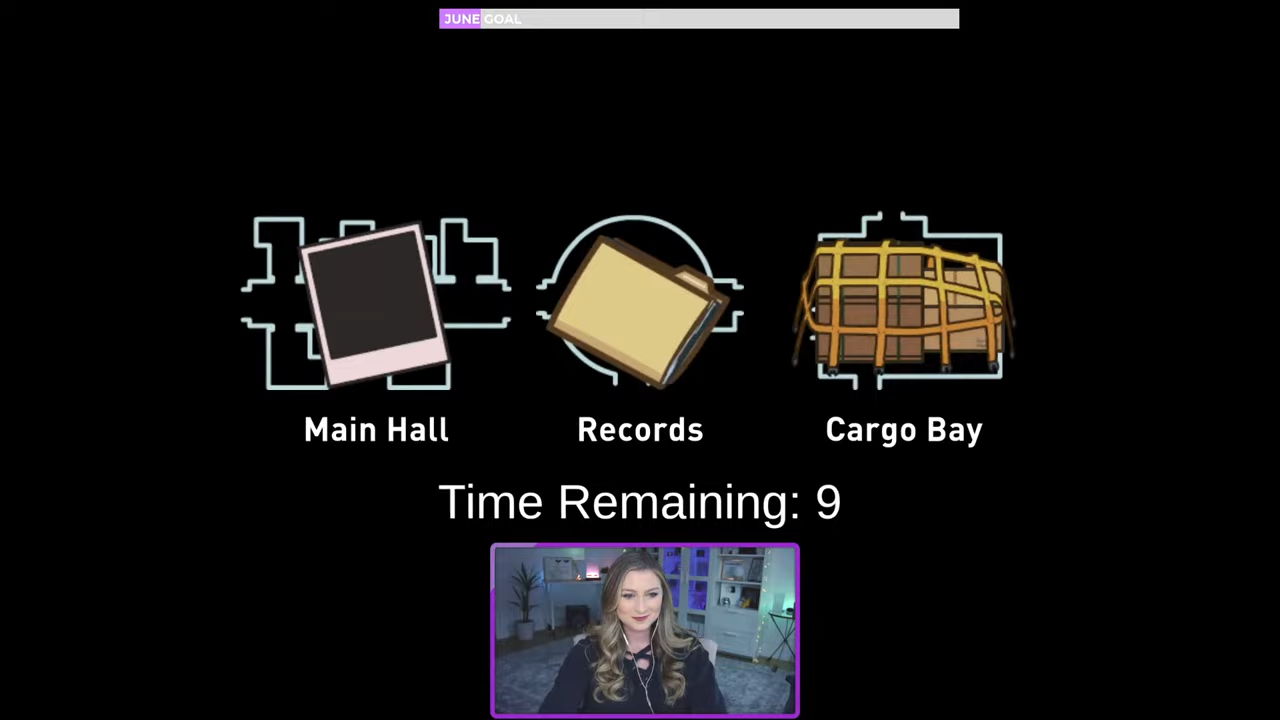 JUNE GOAL
Main Hall
Records
Cargo Bay
Time Remaining: 9